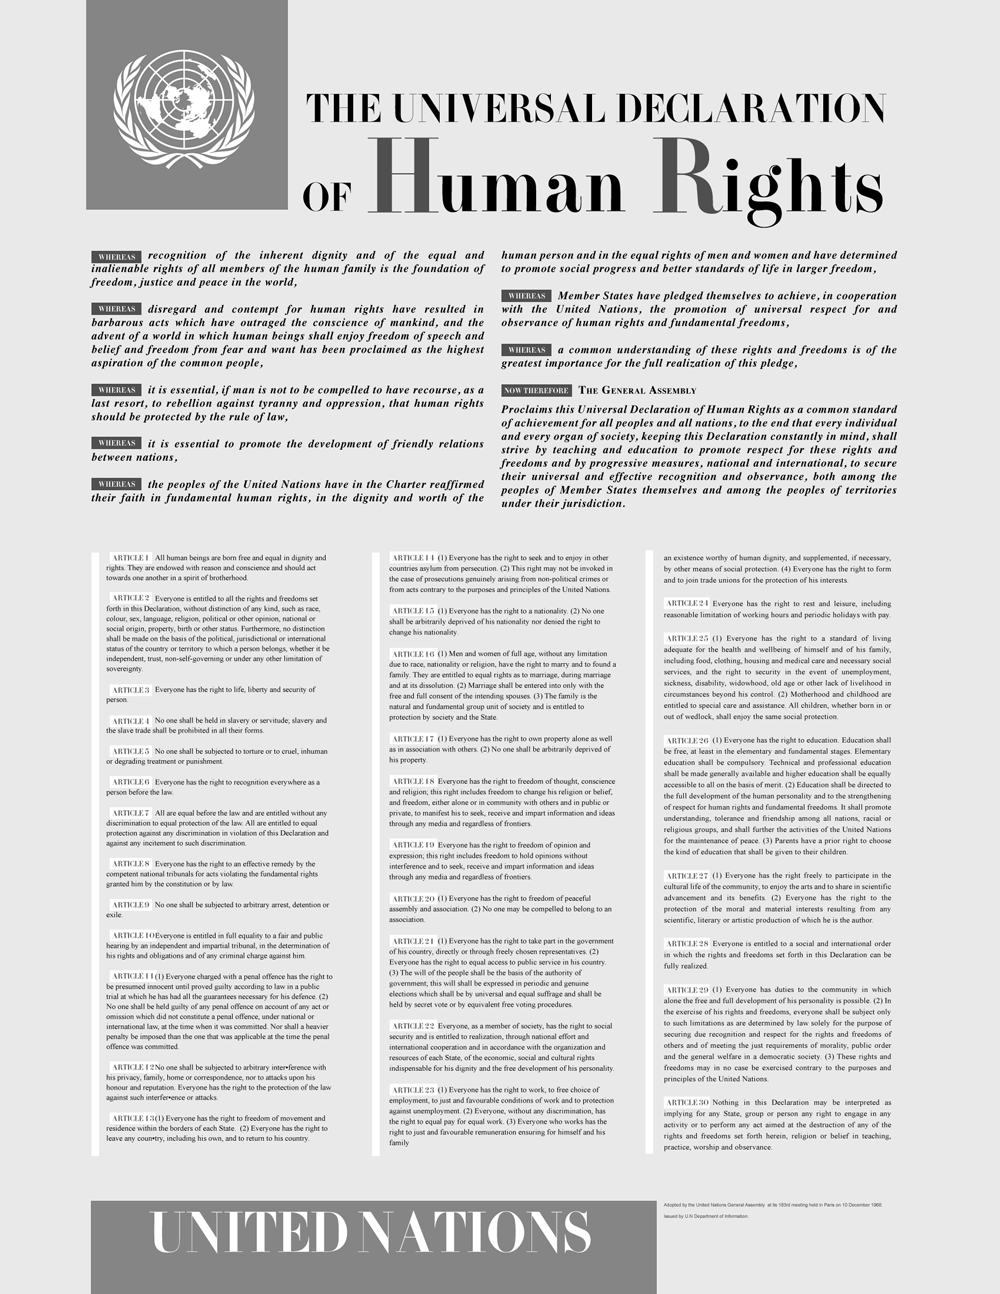 THE UNIVERSAL DECLARATION
OF Human Rights
WHEREAS recognition of the inherent dignity and of the equal and
inalienable rights of all members of the human family is the foundation of
freedom, justice and peace in the world,
WHEREAS disregard and contempt for human rights have resulted in
barbarous acts which have outraged the conscience of mankind, and the
advent of a world in which human beings shall enjoy freedom of speech and
belief and freedom from fear and want has been proclaimed as the highest
aspiration of the common people,
WHEREAS it is essential, if man is not to be compelled to have recourse, as a
last resort, to rebellion against tyranny and oppression, that human rights
should be protected by the rule of law,
WHEREAS it is essential to promote the development of friendly relations
between nations,
WHEREAS the peoples of the United Nations have in the Charter reaffirmed
their faith in fundamental human rights, in the dignity and worth of the
human person and in the equal rights of men and women and have determined
to promote social progress and better standards of life in larger freedom,
WHEREAS Member States have pledged themselves to achieve, in cooperation
with the United Nations, the promotion of universal respect for and
observance of human rights and fundamental freedoms,
WHEREAS a common understanding of these rights and freedoms is of the
greatest importance for the full realization of this pledge,
NOW THEREFORE THE GENERAL ASSEMBLY
Proclaims this Universal Declaration of Human Rights as a common standard
of achievement for all peoples and all nations, to the end that every individual
and every organ of society, keeping this Declaration constantly in mind, shall
strive by teaching and education to promote respect for these rights and
freedoms and by progressive measures, national and international, to secure
their universal and effective recognition and observance, both among the
peoples of Member States themselves and among the peoples of territories
under their jurisdiction.
ARTICLE 1 All human beings are born free and equal in dignity and
rights. They are endowed with reason and conscience and should act
towards one another in a spirit of brotherhood.
ARTICLE 2 Everyone is entitled to all the rights and freedoms set
forth in this Declaration, without distinction of any kind, such as race,
colour, sex, language, religion, political or other opinion, national or
social origin, property, birth or other status. Furthermore, no distinction
shall be made on the basis of the political, jurisdictional or international
status of the country or territory to which a person belongs, whether it be
independent, trust, non-self-governing or under any other limitation of
sovereignty.
ARTICLE 3 Everyone has the right to life, liberty and security of
person.
ARTICLE 4 No one shall be held in slavery or servitude; slavery and
the slave trade shall be prohibited in all their forms.
ARTICLE 5 No one shall be subjected to torture or to cruel, inhuman
or degrading treatment or punishment.
ARTICLE 6 Everyone has the right to recognition everywhere as a
person before the law.
ARTICLE 7 All are equal before the law and are entitled without any
discrimination to equal protection of the law. All are entitled to equal
protection against any discrimination in violation of this Declaration and
against any incitement to such discrimination.
ARTICLE 8 Everyone has the right to an effective remedy by the
competent national tribunals for acts violating the fundamental rights
granted him by the constitution or by law.
ARTICLE 9 No one shall be subjected to arbitrary arrest, detention or
exile.
ARTICLE 10 Everyone is entitled in full equality to a fair and public
hearing by an independent and impartial tribunal, in the determination of
his rights and obligations and of any criminal charge against him.
ARTICLE 11 (1) Everyone charged with a penal offence has the right to
be presumed innocent until proved guilty according to law in a public
trial at which he has had all the guarantees necessary for his defence. (2)
No one shall be held guilty of any penal offence on account of any act or
omission which did not constitute a penal offence, under national or
international law, at the time when it was committed. Nor shall a heavier
penalty be imposed than the one that was applicable at the time the penal
offence was committed.
ARTICLE 12 No one shall be subjected to arbitrary inter•ference with
his privacy, family, home or correspondence, nor to attacks upon his
honour and reputation. Everyone has the right to the protection of the law
against such interfer•ence or attacks.
ARTICLE 13 (1) Everyone has the right to freedom of movement and
residence within the borders of each State. (2) Everyone has the right to
leave any coun•try, including his own, and to return to his country.
ARTICLE 14 (1) Everyone has the right to seek and to enjoy in other
countries asylum from persecution. (2) This right may not be invoked in
the case of prosecutions genuinely arising from non-political crimes or
from acts contrary to the purposes and principles of the United Nations.
ARTICLE 15 (1) Everyone has the right to a nationality. (2) No one
shall be arbitrarily deprived of his nationality nor denied the right to
change his nationality.
ARTICLE 16 (1) Men and women of full age, without any limitation
due to race, nationality or religion, have the right to marry and to found a
family. They are entitled to equal rights as to marriage, during marriage
and at its dissolution. (2) Marriage shall be entered into only with the
free and full consent of the intending spouses. (3) The family is the
natural and fundamental group unit of society and is entitled to
protection by society and the State.
ARTICLE 17 (1) Everyone has the right to own property alone as well
as in association with others. (2) No one shall be arbitrarily deprived of
his property.
ARTICLE 18 Everyone has the right to freedom of thought, conscience
and religion; this right includes freedom to change his religion or belief,
and freedom, either alone or in community with others and in public or
private, to manifest his to seek, receive and impart information and ideas
through any media and regardless of frontiers.
ARTICLE 19 Everyone has the right to freedom of opinion and
expression; this right includes freedom to hold opinions without
interference and to seek, receive and impart information and ideas
through any media and regardless of frontiers.
ARTICLE 20 (1) Everyone has the right to freedom of peaceful
assembly and association. (2) No one may be compelled to belong to an
association.
ARTICLE 21 (1) Everyone has the right to take part in the government
of his country, directly or through freely chosen representatives. (2)
Everyone has the right to equal access to public service in his country.
(3) The will of the people shall be the basis of the authority of
government; this will shall be expressed in periodic and genuine
elections which shall be by universal and equal suffrage and shall be
held by secret vote or by equivalent free voting procedures.
ARTICLE 22 Everyone, as a member of society, has the right to social
security and is entitled to realization, through national effort and
international cooperation and in accordance with the organization and
resources of each State, of the economic, social and cultural rights
indispensable for his dignity and the free development of his personality.
ARTICLE 23 (1) Everyone has the right to work, to free choice of
employment, to just and favourable conditions of work and to protection
against unemployment. (2) Everyone, without any discrimination, has
the right to equal pay for equal work. (3) Everyone who works has the
right to just and favourable remuneration ensuring for himself and his
family
an existence worthy of human dignity, and supplemented, if necessary,
by other means of social protection. (4) Everyone has the right to form
and to join trade unions for the protection of his interests.
ARTICLE 24 Everyone has the right to rest and leisure, including
reasonable limitation of working hours and periodic holidays with pay.
ARTICLE 25 (1) Everyone has the right to a standard of living
adequate for the health and wellbeing of himself and of his family,
including food, clothing, housing and medical care and necessary social
services, and the right to security in the event of unemployment,
sickness, disability, widowhood, old age or other lack of livelihood in
circumstances beyond his control. (2) Motherhood and childhood are
entitled to special care and assistance. All children, whether born in or
out of wedlock, shall enjoy the same social protection.
ARTICLE 26 (1) Everyone has the right to education. Education shall
be free, at least in the elementary and fundamental stages. Elementary
education shall be compulsory. Technical and professional education
shall be made generally available and higher education shall be equally
accessible to all on the basis of merit. (2) Education shall be directed to
the full development of the human personality and to the strengthening
of respect for human rights and fundamental freedoms. It shall promote
understanding, tolerance and friendship among all nations, racial or
religious groups, and shall further the activities of the United Nations
for the maintenance of peace. (3) Parents have a prior right to choose
the kind of education that shall be given to their children.
ARTICLE 27 (1) Everyone has the right freely to participate in the
cultural life of the community, to enjoy the arts and to share in scientific
advancement and its benefits. (2) Everyone has the right to the
protection of the moral and material interests resulting from any
scientific, literary or artistic production of which he is the author.
ARTICLE 28 Everyone is entitled to a social and international order
in which the rights and freedoms set forth in this Declaration can be
fully realized.
ARTICLE 29 (1) Everyone has duties to the community in which
alone the free and full development of his personality is possible. (2) In
the exercise of his rights and freedoms, everyone shall be subject only
to such limitations as are determined by law solely for the purpose of
securing due recognition and respect for the rights and freedoms of
others and of meeting the just requirements of morality, public order
and the general welfare in a democratic society. (3) These rights and
freedoms may in no case be exercised contrary to the purposes and
principles of the United Nations.
ARTICLE 30 Nothing in this Declaration may be interpreted as
implying for any State, group or person any right to engage in any
activity or to perform any act aimed at the destruction of any of the
rights and freedoms set forth herein, religion or belief in teaching,
practice, worship and observance.
UNITED NATIONS
Adopted by the United Nations General Assembly at its 183rd meeting held in Paris on 10 December 1968.
Issued by U.N Department of Information.